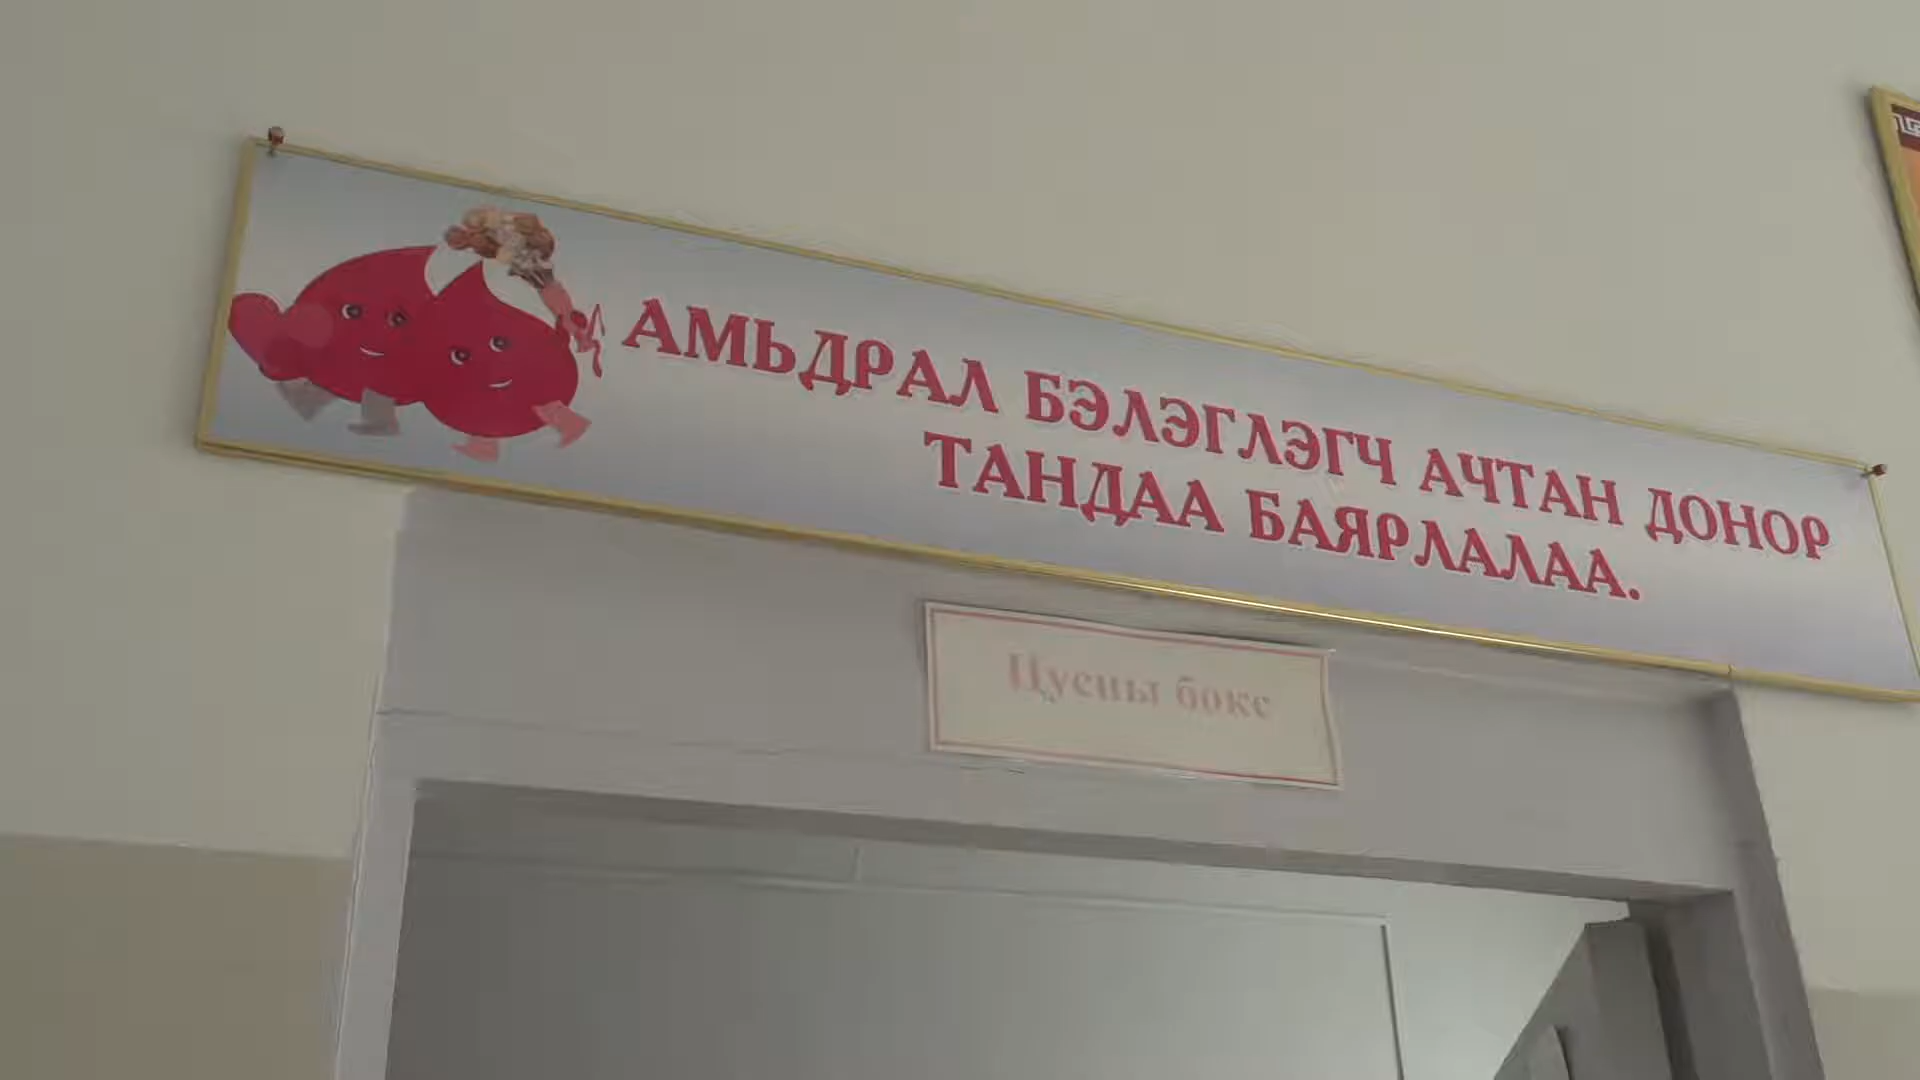 АМЬДРАЛ БЭЛЭГЛЭГЧ АЧТАН ДОНОР
ТАНДАА БАЯРЛАЛАА.
Цусны бокс